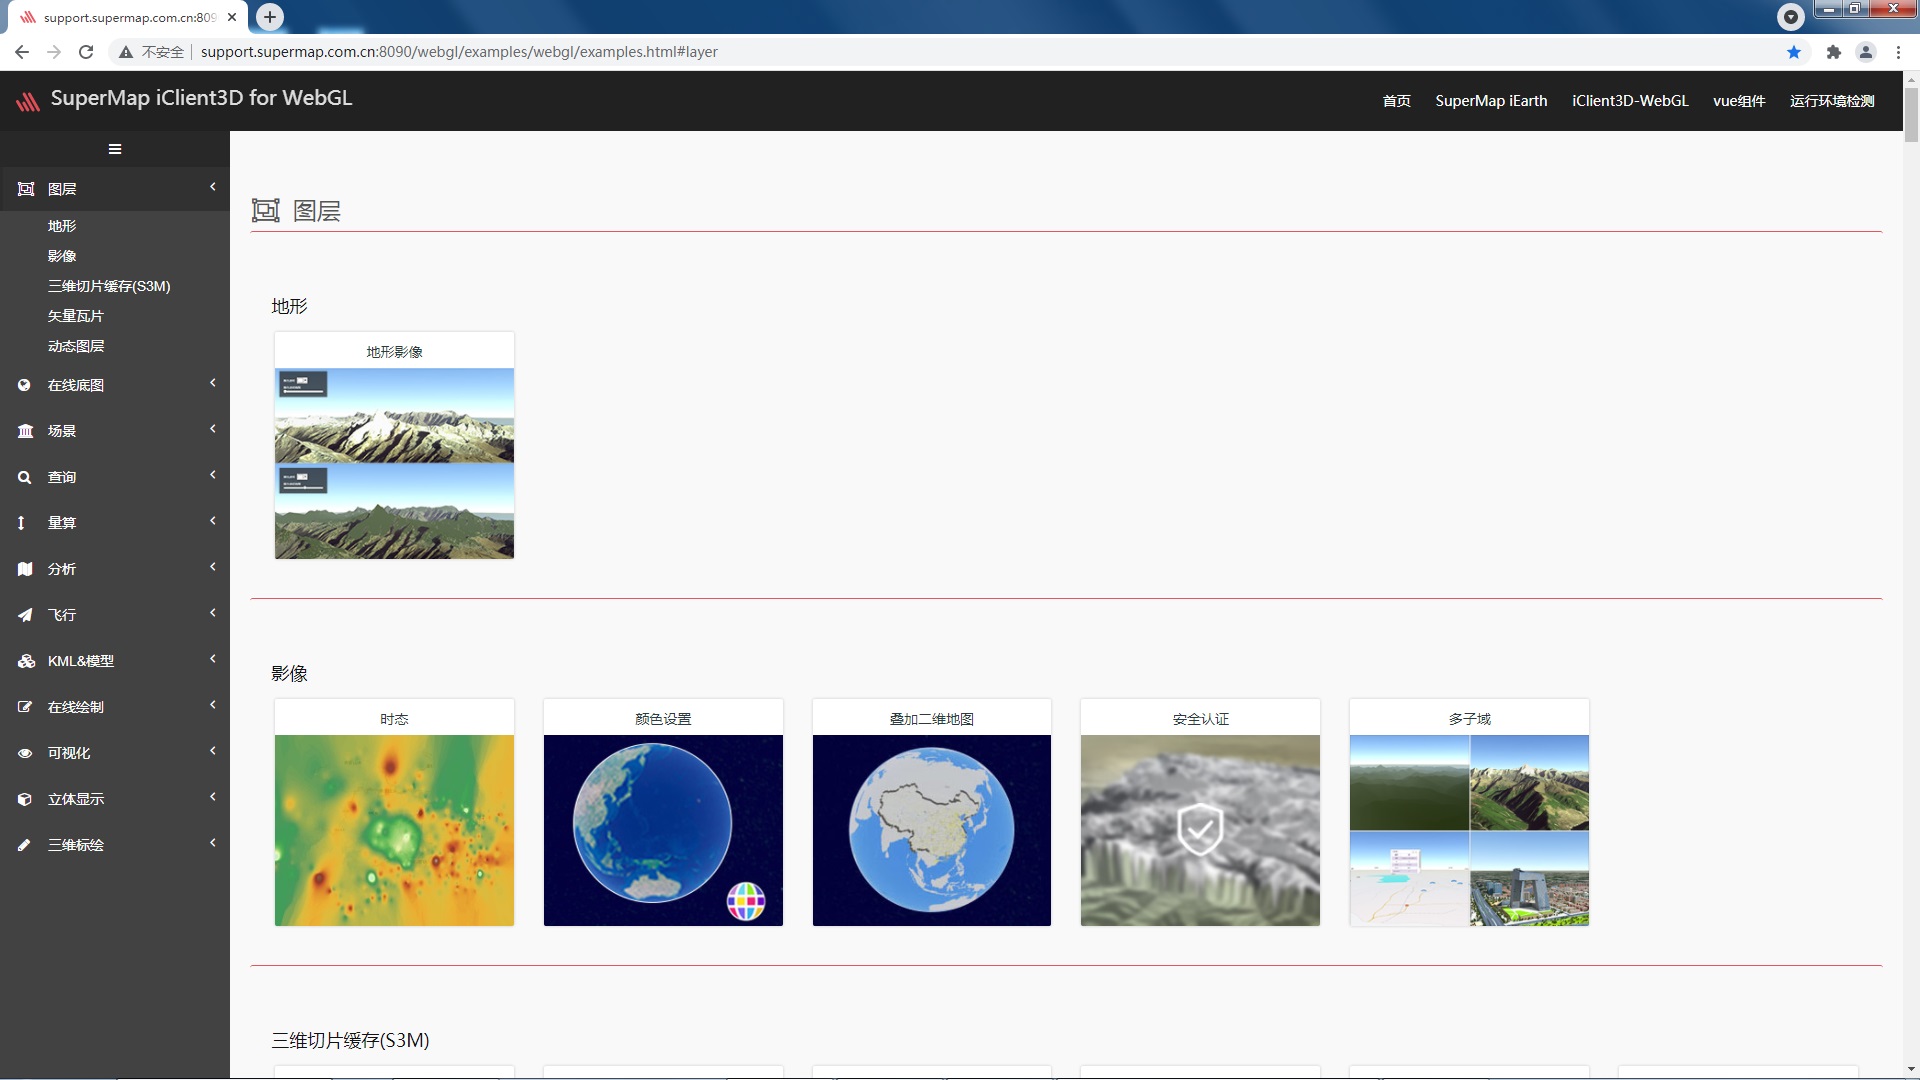 support.supermap.com.cn:809
不安全
support.supermap.com.cn:8090/webgl/examples/webgl/examples.html#layer
SuperMap iClient3D for WebGL
首页
SuperMap iEarth
iClient3D-WebGL
vue组件
运行环境检测
图层
地形
影像
三维切片缓存(S3M)
矢量瓦片
动态图层
在线底图
场景
查询
量算
分析
飞行
KML&模型
在线绘制
可视化
立体显示
三维标绘
图层
地形
地形影像
影像
时态
颜色设置
叠加二维地图
安全认证
多子域
三维切片缓存(S3M)